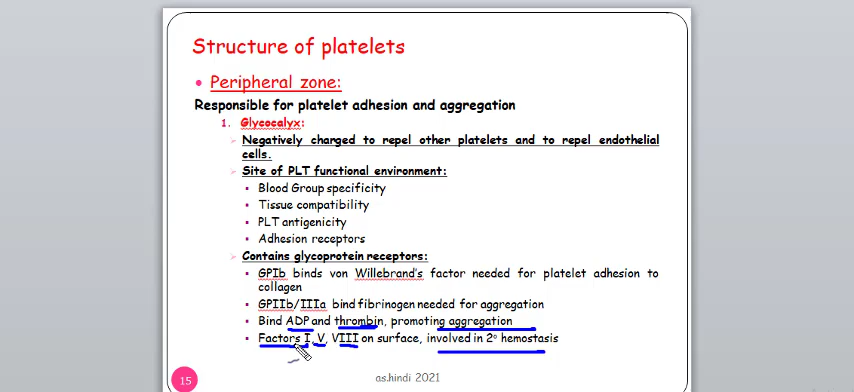 Structure of platelets
• Peripheral zone:
Responsible for platelet adhesion and aggregation
1. Glycocalyx:
➢ Negatively charged to repel other platelets and to repel endothelial
cells.
➢ Site of PLT functional environment:
▪ Blood Group specificity
▪ Tissue compatibility
▪ PLT antigenicity
▪ Adhesion receptors
➢ Contains glycoprotein receptors:
▪ GPIb binds von Willebrand's factor needed for platelet adhesion to
collagen
▪ GPIIb/IIIa bind fibrinogen needed for aggregation
▪ Bind ADP and thrombin, promoting aggregation
▪ Factors I, V, VIII on surface, involved in 2° hemostasis
15
as.hindi 2021